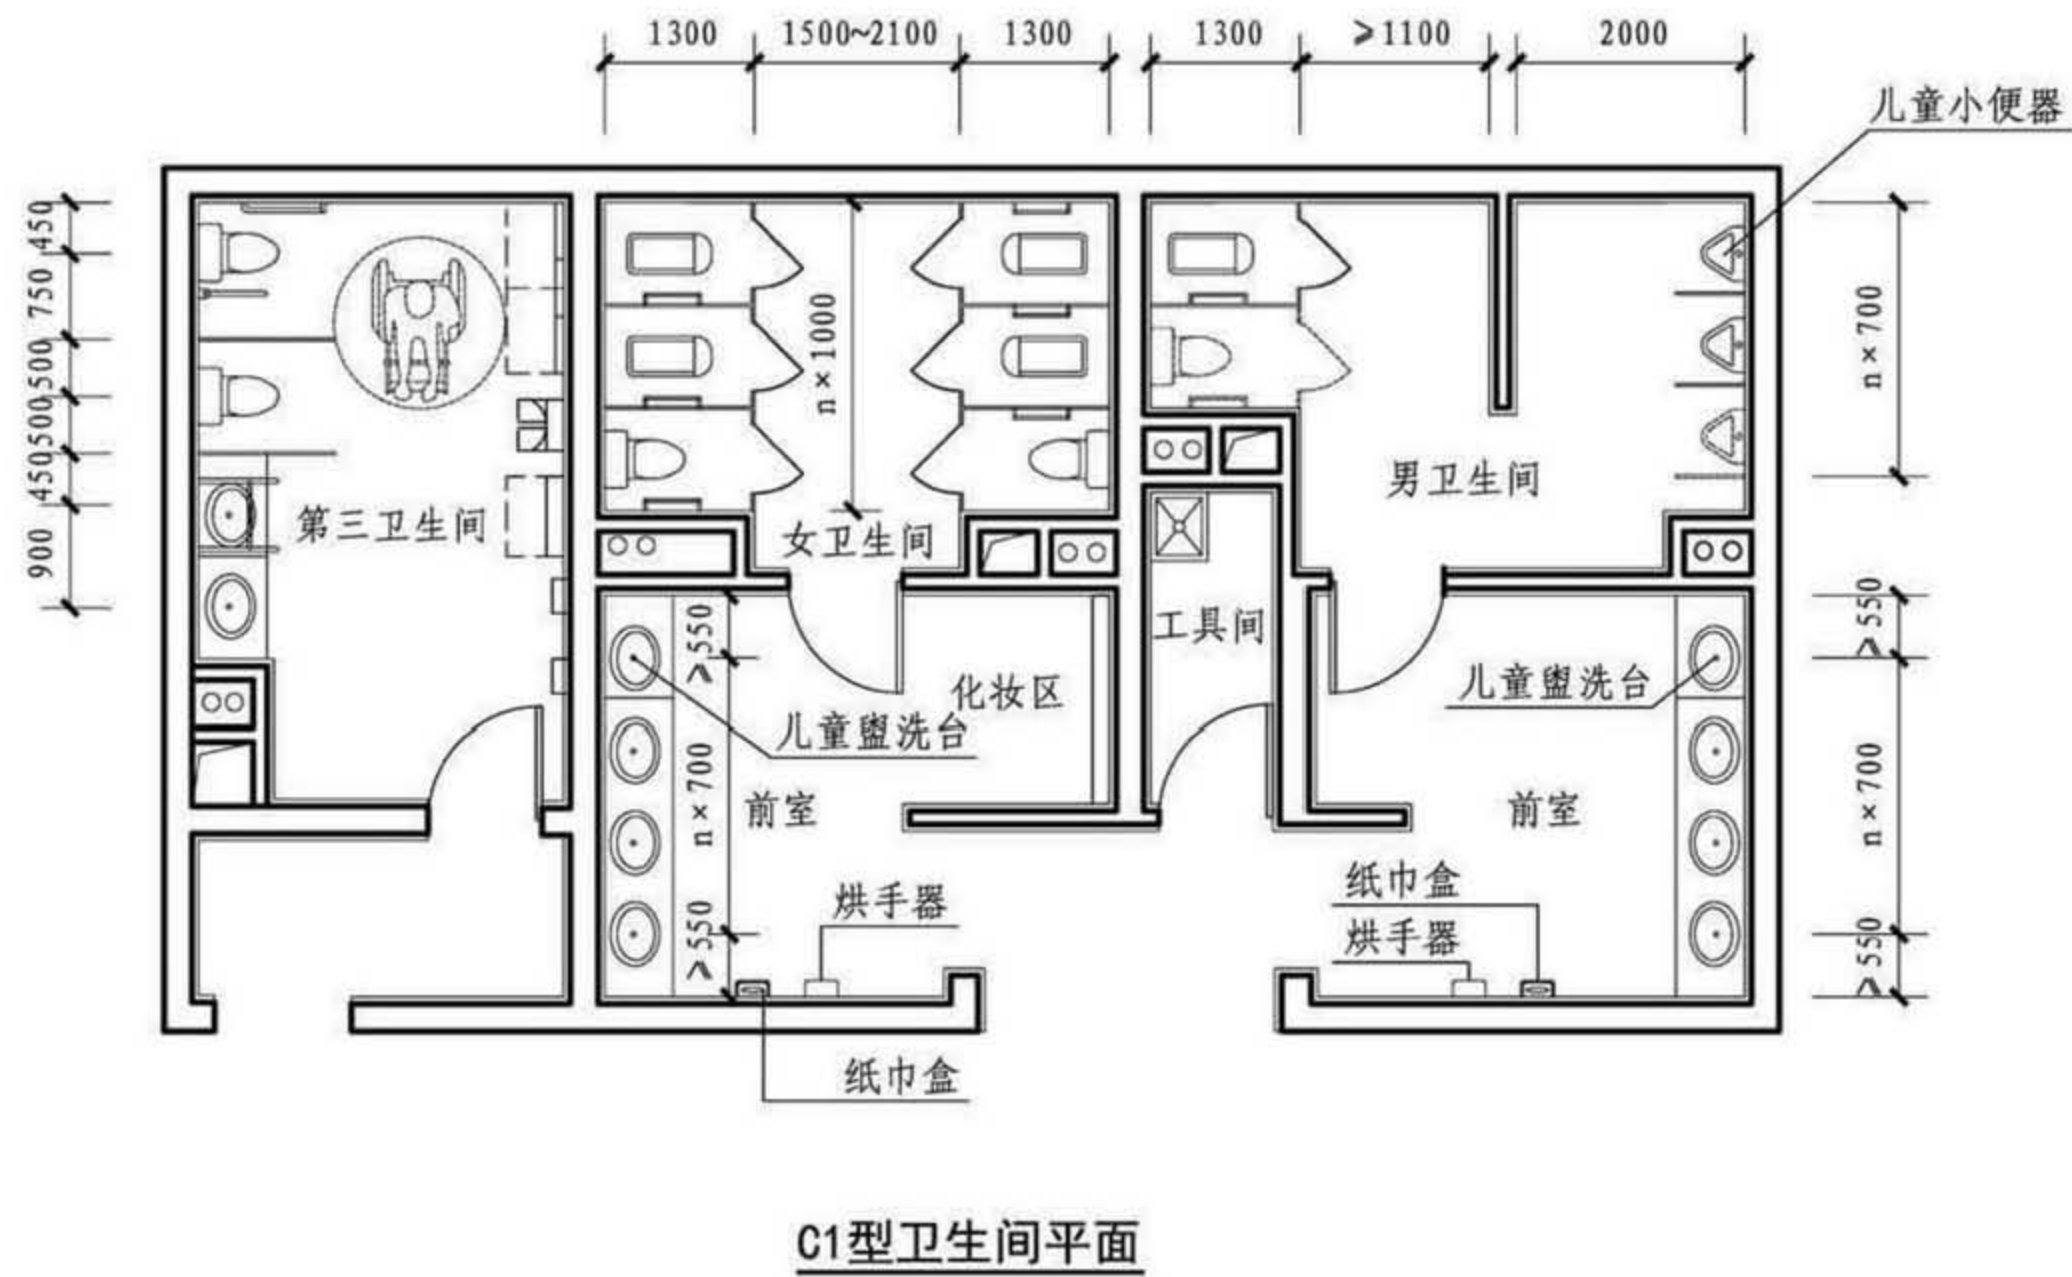 1300
1500~2100
1300
1300
≥1100
2000
儿童小便器
450
750
500
500
450
900
n×1000
n×700
第三卫生间
女卫生间
男卫生间
工具间
≥550
≥550
化妆区
儿童盥洗台
儿童盥洗台
n×700
前室
前室
n×700
烘手器
纸巾盒
烘手器
≥550
≥550
纸巾盒
C1型卫生间平面